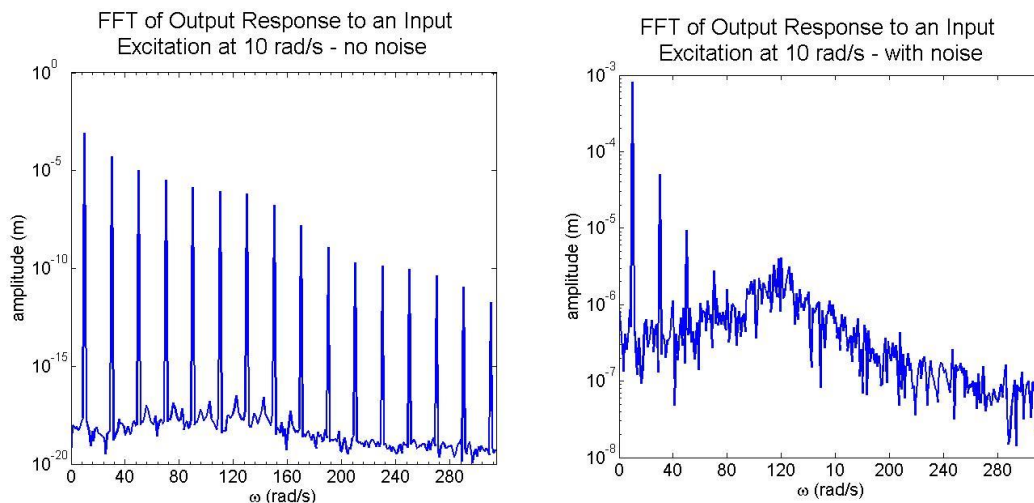 FFT of Output Response to an Input
Excitation at 10 rad/s - no noise
10^0
10^-5
10^-10
10^-15
10^-20
amplitude (m)
0 40 80 120 160 200 240 280
ω (rad/s)
FFT of Output Response to an Input
Excitation at 10 rad/s - with noise
10^-3
10^-4
10^-5
10^-6
10^-7
10^-8
amplitude (m)
0 40 80 120 160 200 240 280
ω (rad/s)